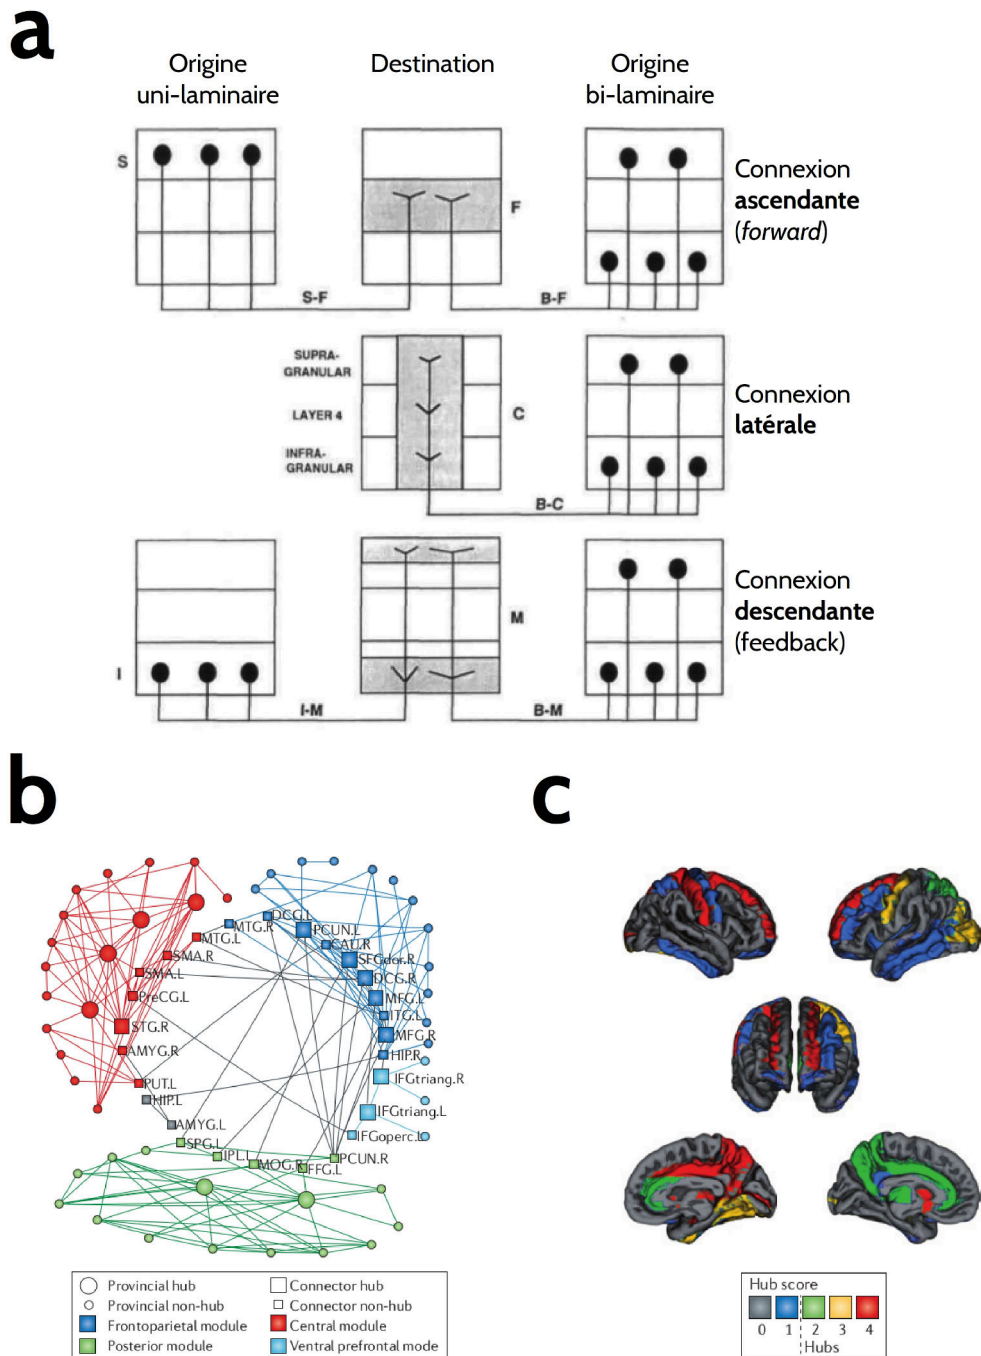 a
Origine
uni-laminaire
Destination
Origine
bi-laminaire
S
F
S-F
B-F
Connexion
ascendante
(forward)
SUPRA-
GRANULAR
LAYER 4
INFRA-
GRANULAR
C
B-C
Connexion
latérale
I
M
I-M
B-M
Connexion
descendante
(feedback)
b
DCG.L
MTG.R
PCUN.L
MTG.L
CAU.R
SMA.R
SFGdor.R
SMA.L
DCG.R
PreCG.L
MFG.L
ITG.L
STG.R
MFG.R
AMYG.R
HIP.R
PUT.L
IFGtriang.R
HIP.L
IFGtriang.L
AMYG.L
IFGoperc.L
SPG.L
IPL.L
PCUN.R
MOG.R
FFG.L
Provincial hub
Connector hub
Provincial non-hub
Connector non-hub
Frontoparietal module
Central module
Posterior module
Ventral prefrontal mode
c
Hub score
0 1 2 3 4
Hubs